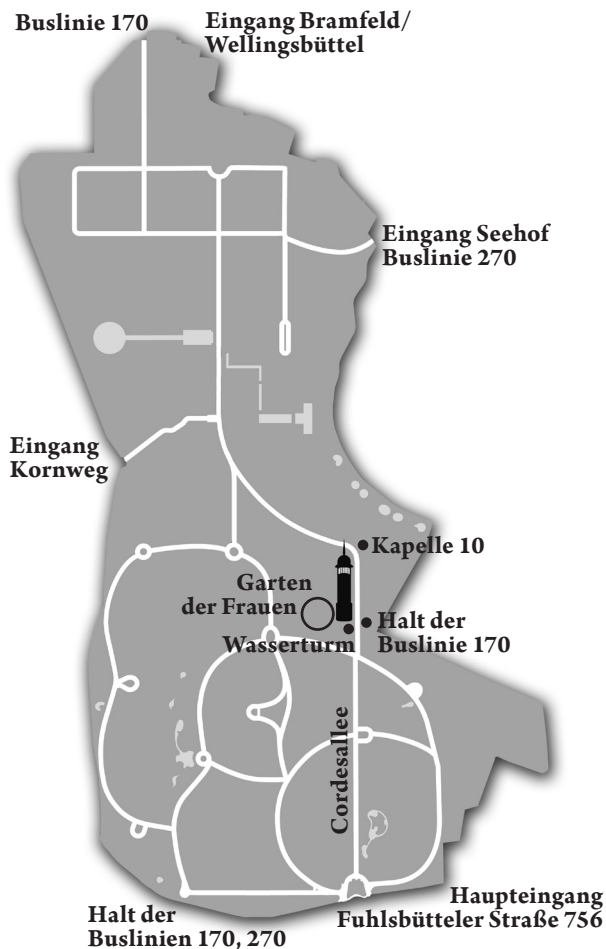 Buslinie 170
Eingang Bramfeld/
Wellingsbüttel
Eingang Seehof
Buslinie 270
Eingang
Kornweg
Kapelle 10
Garten
der Frauen
Halt der
Buslinie 170
Wasserturm
Cordesallee
Haupteingang
Fuhlsbütteler Straße 756
Halt der
Buslinien 170, 270